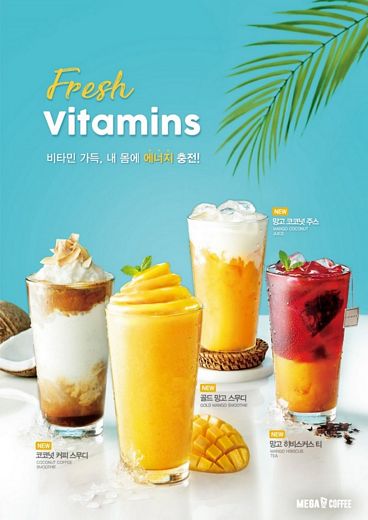 Fresh
Vitamins
비타민 가득, 내 몸에 에너지 충전!
NEW
망고 코코넛 주스
MANGO COCONUT
JUICE
NEW
골드 망고 스무디
GOLD MANGO SMOOTHIE
NEW
코코넛 커피 스무디
COCONUT COFFEE
SMOOTHIE
NEW
망고 히비스커스 티
MANGO HIBISCUS
TEA
MEGA COFFEE